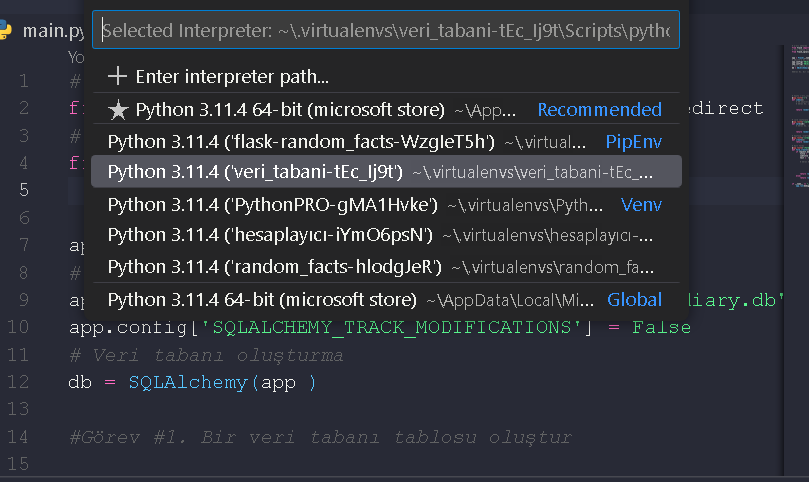 main.py
Selected Interpreter: ~\.virtualenvs\veri_tabani-tEc_Ij9t\Scripts\pytho
Yo
Enter interpreter path...
1 #
Python 3.11.4 64-bit (microsoft store) ~\App... Recommended
2 f edirect
3 #
Python 3.11.4 ('flask-random_facts-WzgIeT5h') ~\.virtual... PipEnv
4 f
Python 3.11.4 ('veri_tabani-tEc_Ij9t') ~\.virtualenvs\veri_tabani-tEc_...
5
Python 3.11.4 ('PythonPRO-gMA1Hvke') ~\.virtualenvs\Pyth... Venv
6
Python 3.11.4 ('hesaplayıcı-iYmO6psN') ~\.virtualenvs\hesaplayıcı-...
7 ap
Python 3.11.4 ('random_facts-hlodgJeR') ~\.virtualenvs\random_fa...
8 #
Python 3.11.4 64-bit (microsoft store) ~\AppData\Local\Mi... Global
9 ap diary.db'
10 app.config['SQLALCHEMY_TRACK_MODIFICATIONS'] = False
11 # Veri tabanı oluşturma
12 db = SQLAlchemy(app )
13
14 #Görev #1. Bir veri tabanı tablosu oluştur
15